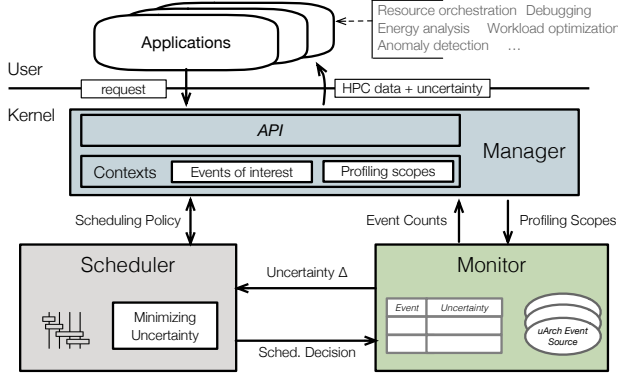 Resource orchestration Debugging
Energy analysis Workload optimization
Anomaly detection ...
Applications
User
request
HPC data + uncertainty
Kernel
API
Manager
Contexts
Events of interest
Profiling scopes
Scheduling Policy
Event Counts
Profiling Scopes
Scheduler
Monitor
Uncertainty Δ
Minimizing
Uncertainty
Event
Uncertainty
uArch Event
Source
Sched. Decision